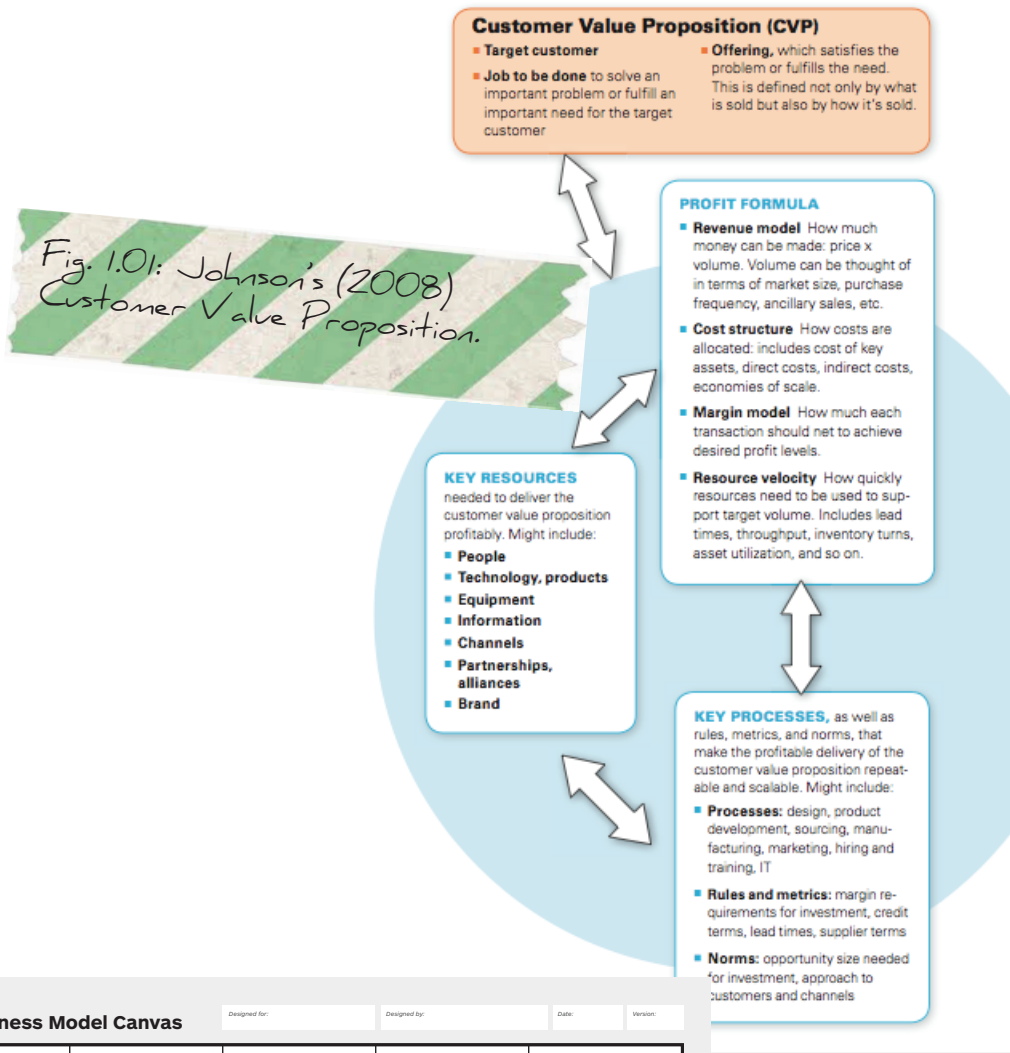 Customer Value Proposition (CVP)
Target customer
Job to be done to solve an
important problem or fulfill an
important need for the target
customer
Offering, which satisfies the
problem or fulfills the need.
This is defined not only by what
is sold but also by how it's sold.
Fig. 1.01: Johnson's (2008)
Customer Value Proposition.
PROFIT FORMULA
Revenue model How much
money can be made: price x
volume. Volume can be thought of
in terms of market size, purchase
frequency, ancillary sales, etc.
Cost structure How costs are
allocated: includes cost of key
assets, direct costs, indirect costs,
economies of scale.
Margin model How much each
transaction should net to achieve
desired profit levels.
Resource velocity How quickly
resources need to be used to sup-
port target volume. Includes lead
times, throughput, inventory turns,
asset utilization, and so on.
KEY RESOURCES
needed to deliver the
customer value proposition
profitably. Might include:
People
Technology, products
Equipment
Information
Channels
Partnerships,
alliances
Brand
KEY PROCESSES, as well as
rules, metrics, and norms, that
make the profitable delivery of the
customer value proposition repeat-
able and scalable. Might include:
Processes: design, product
development, sourcing, manu-
facturing, marketing, hiring and
training, IT
Rules and metrics: margin re-
quirements for investment, credit
terms, lead times, supplier terms
Norms: opportunity size needed
for investment, approach to
customers and channels
ness Model Canvas
Designed for:
Designed by:
Date:
Version: